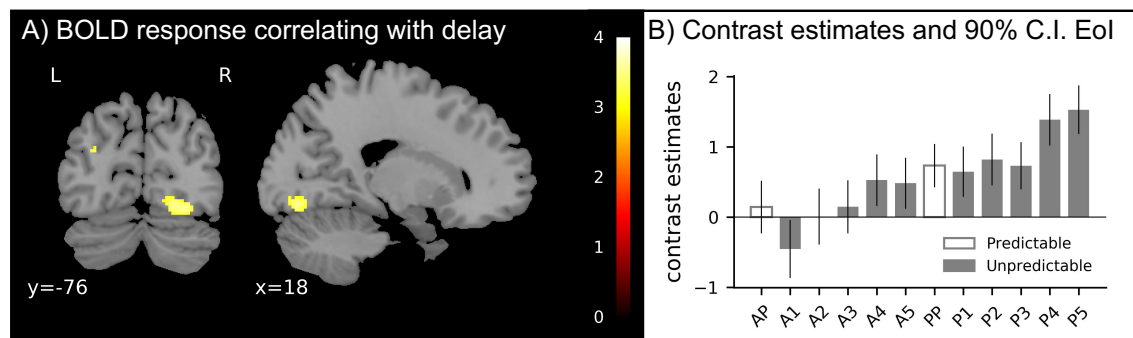 A) BOLD response correlating with delay
L
R
y=-76
x=18
4
3
2
1
0
B) Contrast estimates and 90% C.I. EoI
contrast estimates
2
1
0
−1
Predictable
Unpredictable
AP A1 A2 A3 A4 A5 PP P1 P2 P3 P4 P5